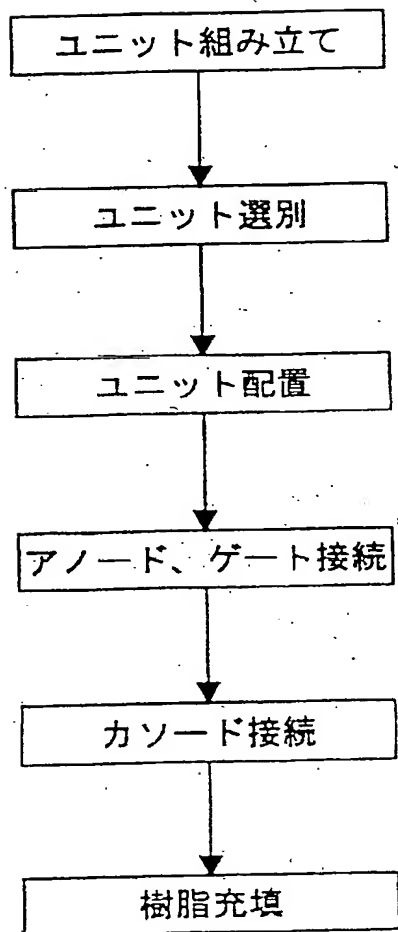 ユニット組み立て
ユニット選別
ユニット配置
アノード、ゲート接続
カソード接続
樹脂充填